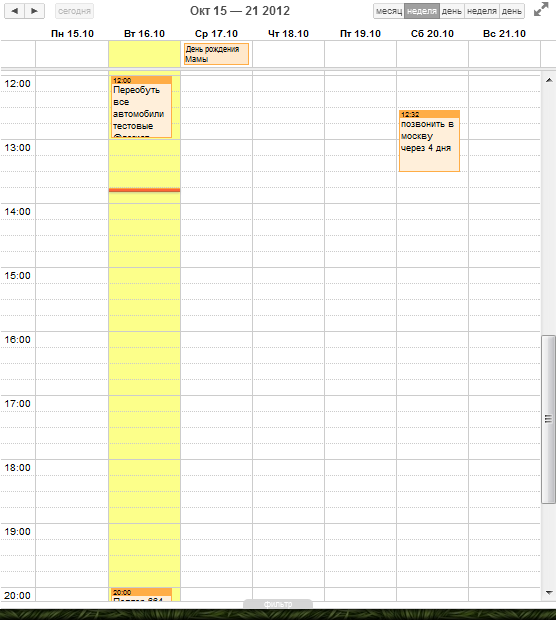 сегодня
Окт 15 — 21 2012
месяц неделя день неделя день
Пн 15.10 Вт 16.10 Ср 17.10 Чт 18.10 Пт 19.10 Сб 20.10 Вс 21.10
День рождения
Мамы
12:00
12:00
Переобуть
все
автомобили
тестовые
12:32
позвонить в
москву
через 4 дня
13:00
14:00
15:00
16:00
17:00
18:00
19:00
20:00
20:00
фильтр